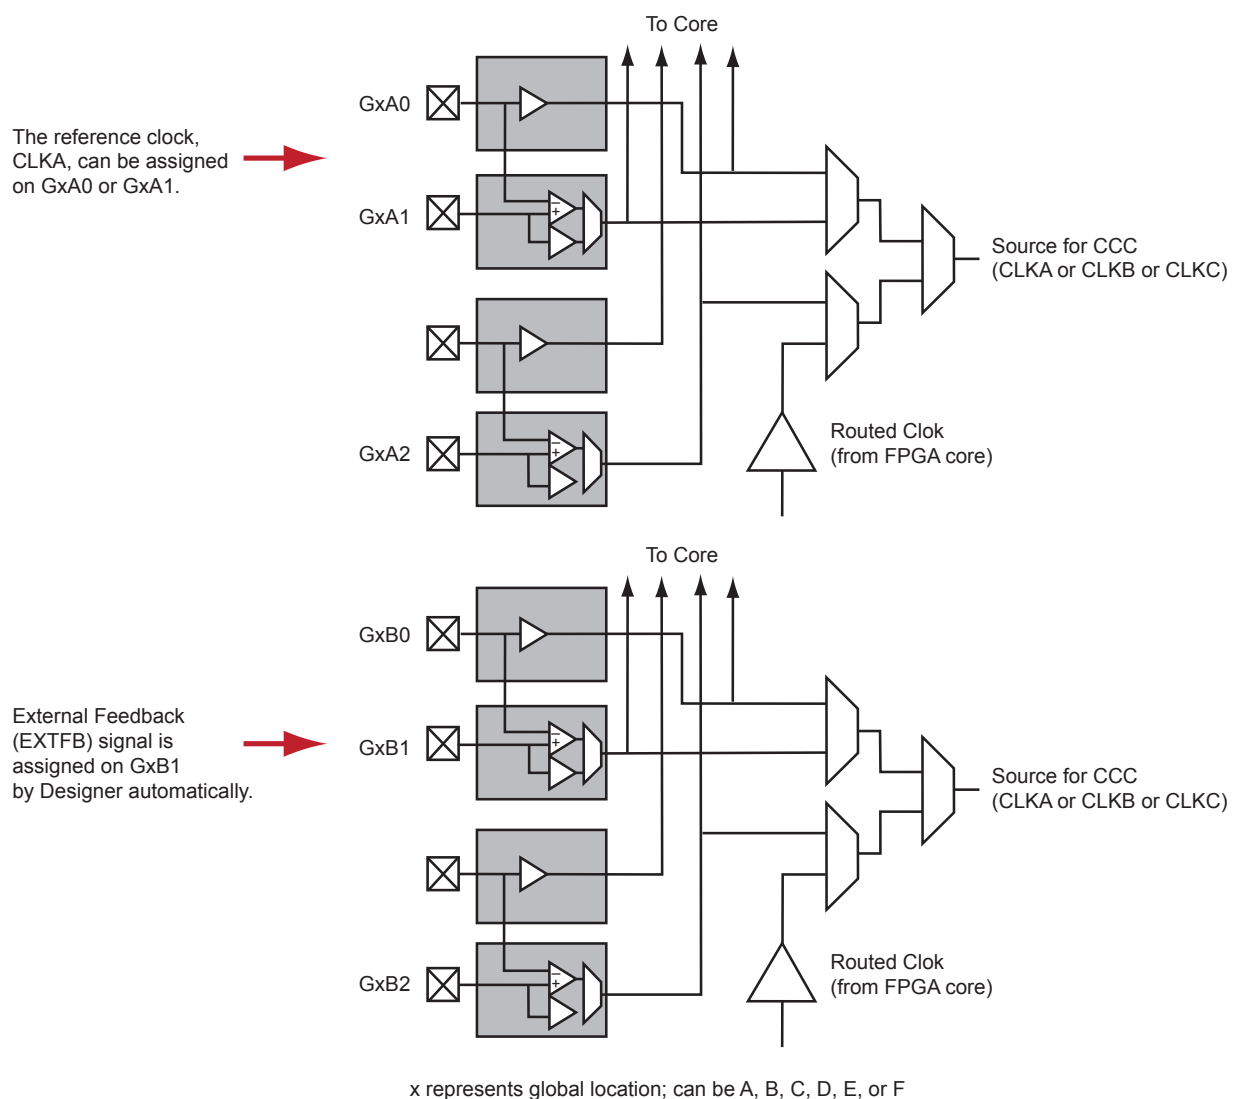 To Core
GxA0
The reference clock,
CLKA, can be assigned
on GxA0 or GxA1.
GxA1
−
+
Source for CCC
(CLKA or CLKB or CLKC)
GxA2
−
+
Routed Clok
(from FPGA core)
To Core
GxB0
External Feedback
(EXTFB) signal is
assigned on GxB1
by Designer automatically.
GxB1
−
+
Source for CCC
(CLKA or CLKB or CLKC)
GxB2
−
+
Routed Clok
(from FPGA core)
x represents global location; can be A, B, C, D, E, or F